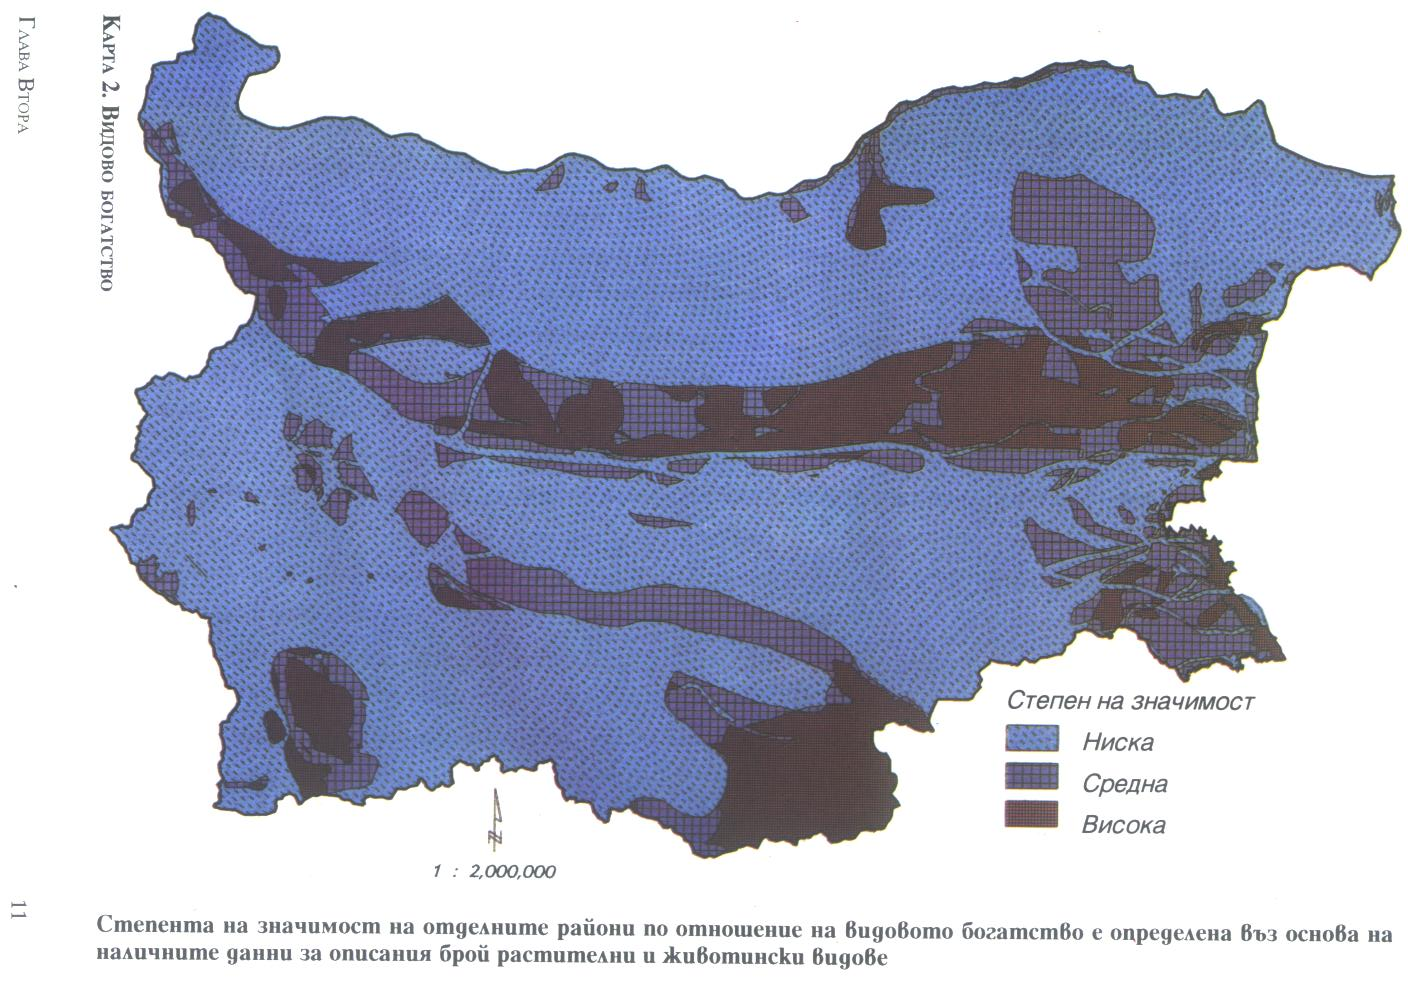 Глава Втора
Карта 2. Видово богатство
Степен на значимост
Ниска
Средна
Висока
N
1 : 2,000,000
11
Степента на значимост на отделните райони по отношение на видовото богатство е определена въз основа на
наличните данни за описания брой растителни и животински видове